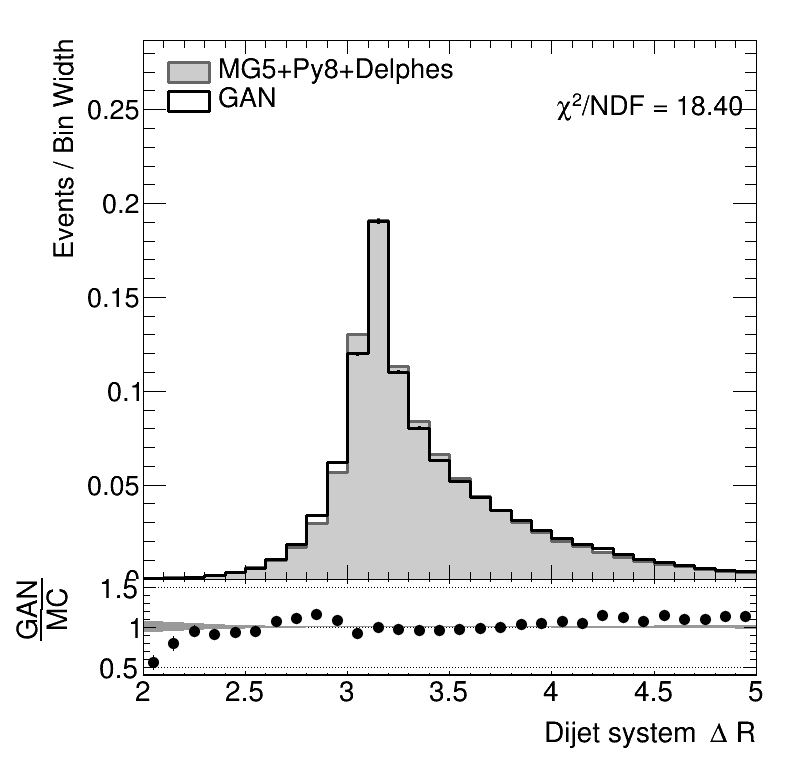 MG5+Py8+Delphes
GAN
χ²/NDF = 18.40
Events / Bin Width
0.25
0.2
0.15
0.1
0.05
0
GAN
MC
1.5
1
0.5
2 2.5 3 3.5 4 4.5 5
Dijet system Δ R